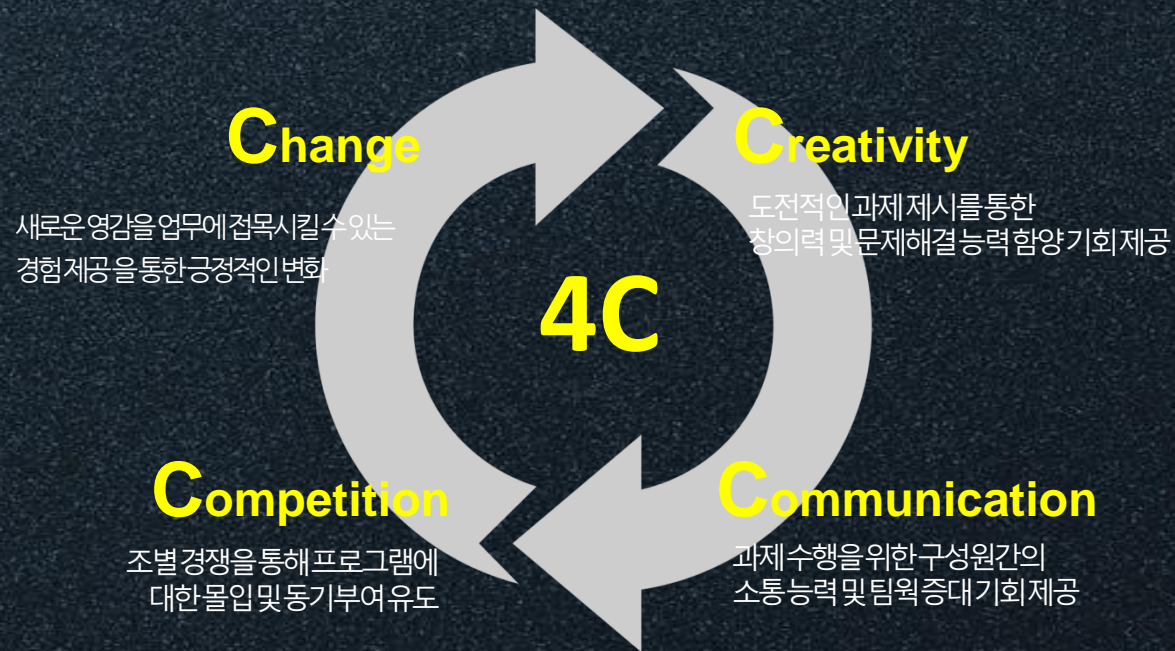 Change
새로운 영감을 업무에 접목시킬 수 있는
경험 제공 을 통한 긍정적인 변화
Creativity
도전적인 과제 제시를 통한
창의력 및 문제해결 능력 함양 기회 제공
4C
Competition
조별 경쟁을 통해 프로그램에
대한 몰입 및 동기부여 유도
Communication
과제 수행을 위한 구성원간의
소통 능력 및 팀웍 증대 기회 제공